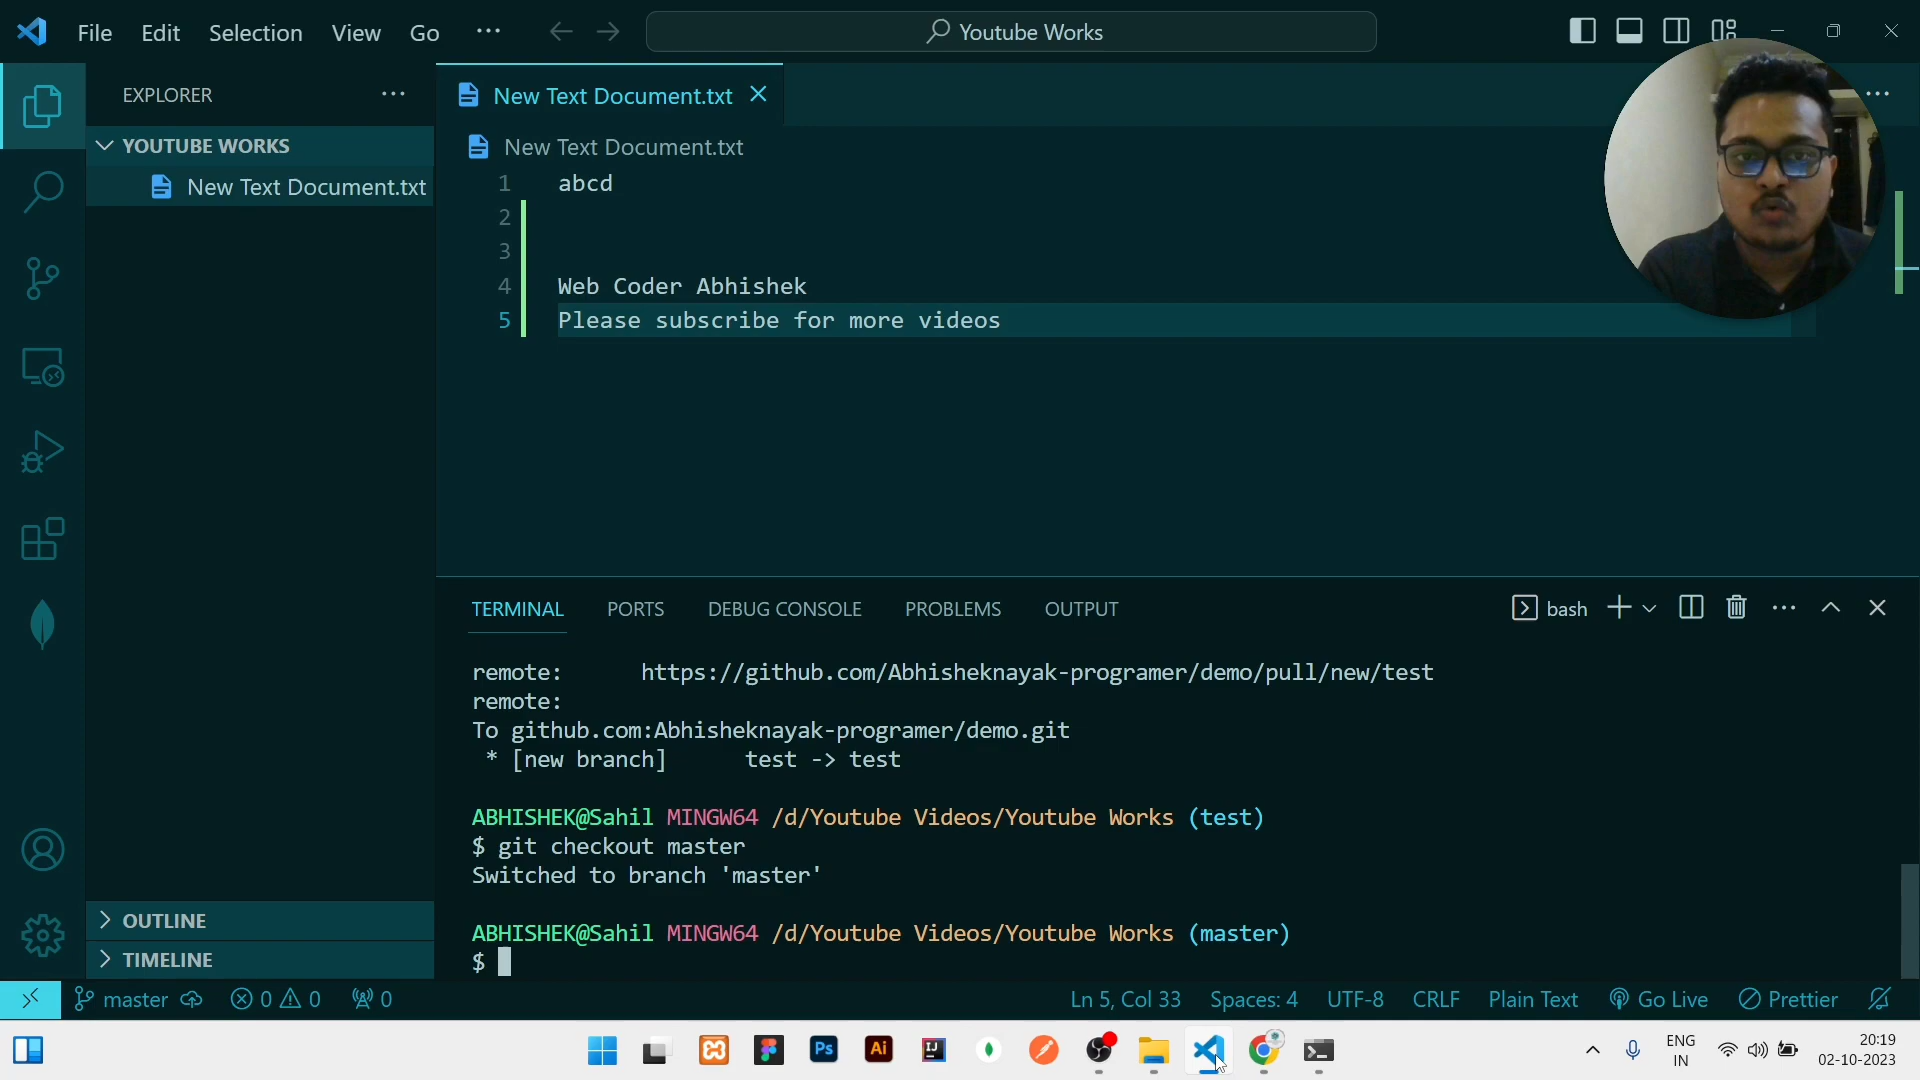 File Edit Selection View Go ··· Youtube Works
EXPLORER ···
YOUTUBE WORKS
New Text Document.txt
New Text Document.txt
New Text Document.txt
1 abcd
2
3
4 Web Coder Abhishek
5 Please subscribe for more videos
TERMINAL PORTS DEBUG CONSOLE PROBLEMS OUTPUT bash
remote: https://github.com/Abhisheknayak-programer/demo/pull/new/test
remote:
To github.com:Abhisheknayak-programer/demo.git
* [new branch] test -> test
ABHISHEK@Sahil MINGW64 /d/Youtube Videos/Youtube Works (test)
$ git checkout master
Switched to branch 'master'
ABHISHEK@Sahil MINGW64 /d/Youtube Videos/Youtube Works (master)
$
OUTLINE
TIMELINE
master 0 0 0 Ln 5, Col 33 Spaces: 4 UTF-8 CRLF Plain Text Go Live Prettier
Ps Ai IJ
ENG
IN
20:19
02-10-2023